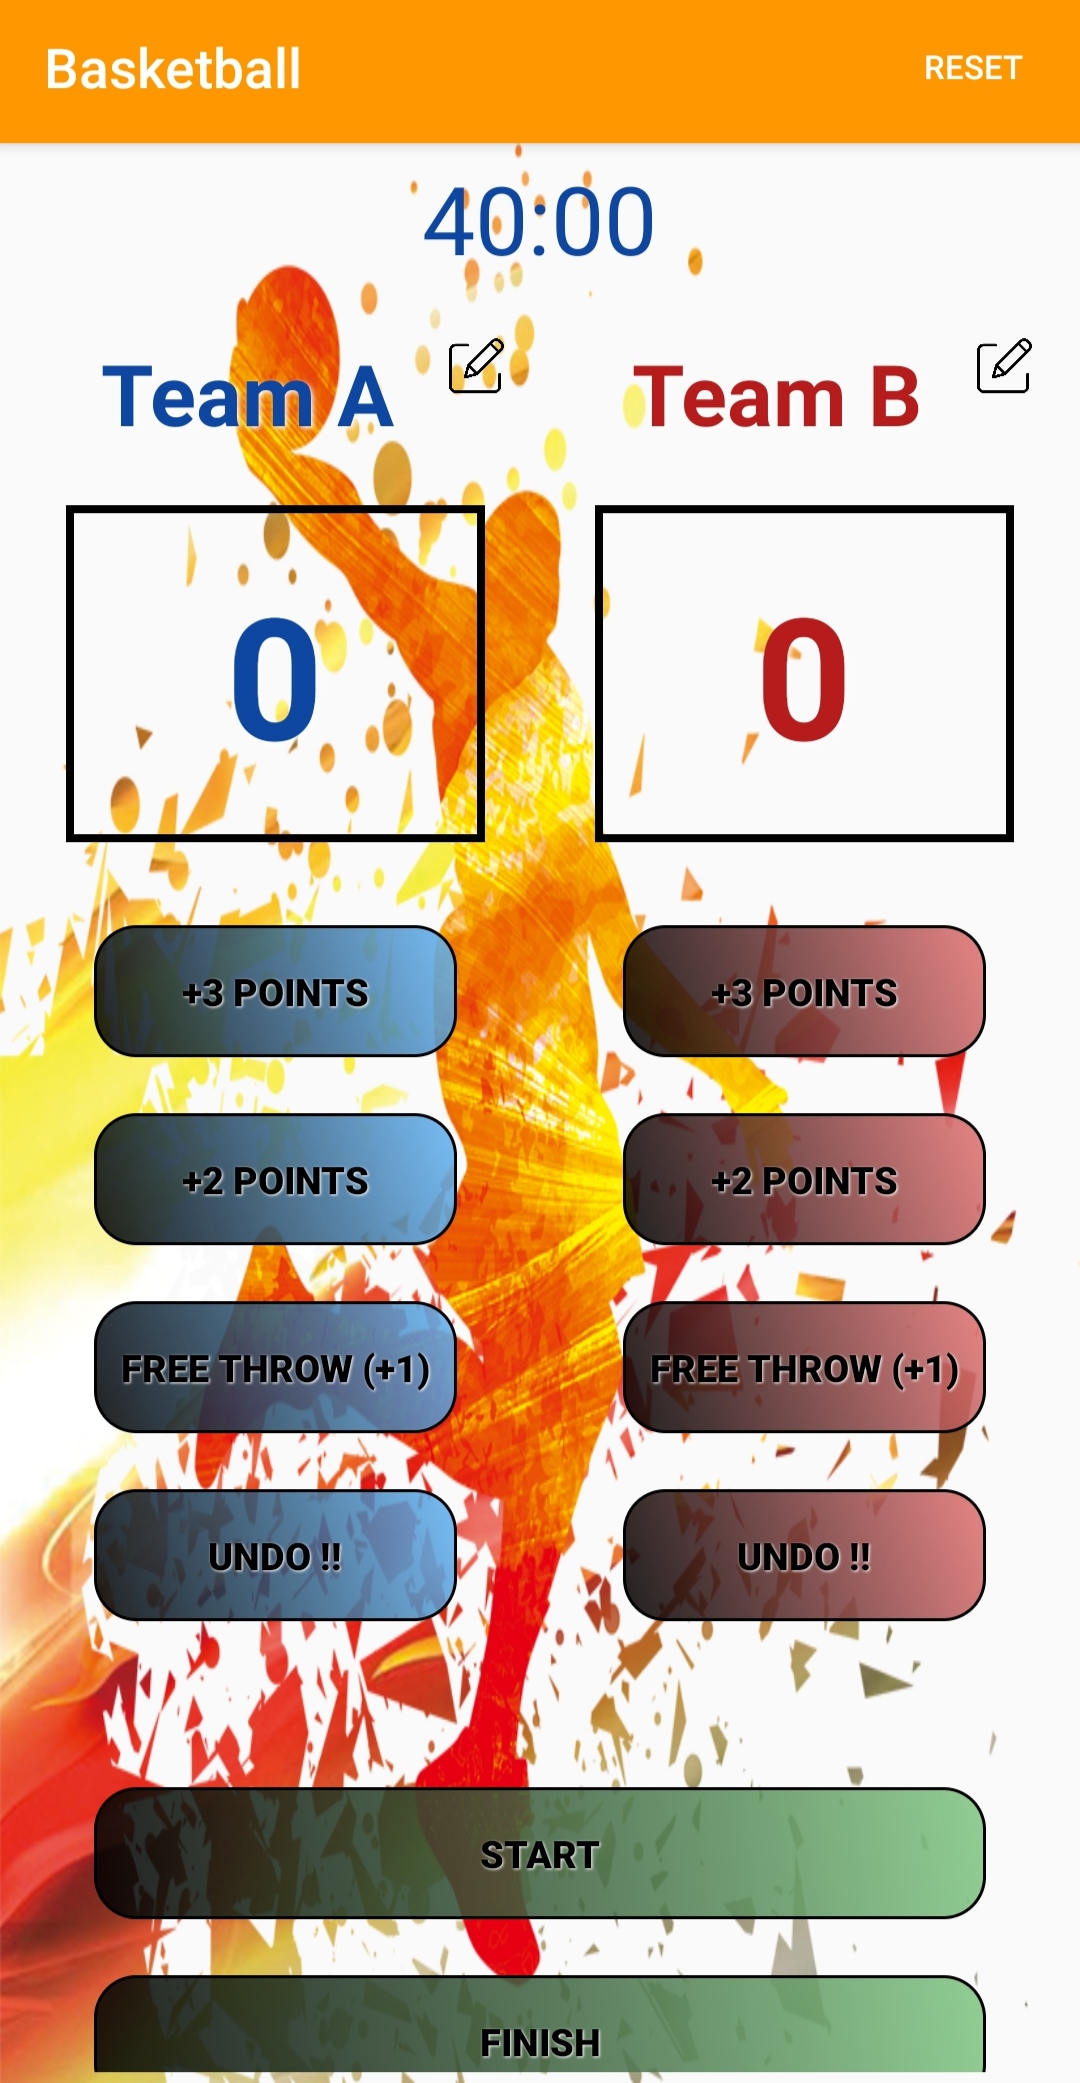 Basketball
RESET
40:00
Team A
Team B
0
0
+3 POINTS
+3 POINTS
+2 POINTS
+2 POINTS
FREE THROW (+1)
FREE THROW (+1)
UNDO !!
UNDO !!
START
FINISH